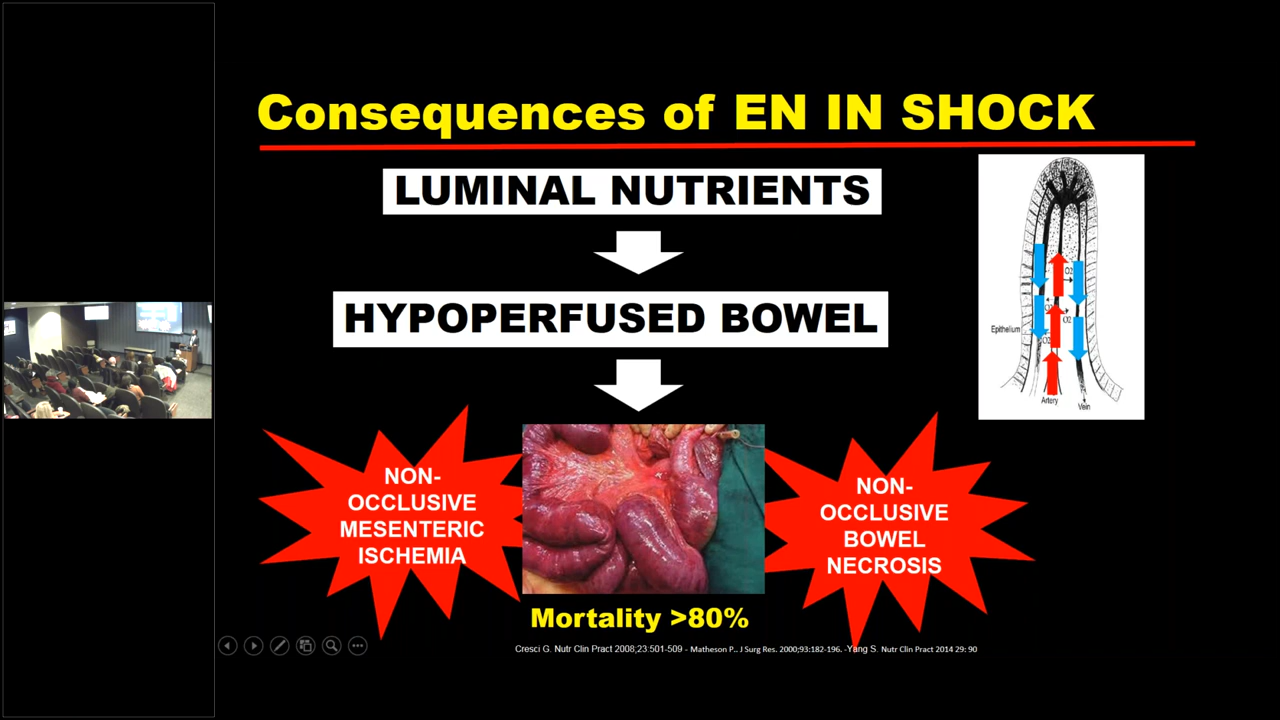 Consequences of EN IN SHOCK
LUMINAL NUTRIENTS
HYPOPERFUSED BOWEL
O2
O2
Epithelium
Artery
Vein
NON-
OCCLUSIVE
MESENTERIC
ISCHEMIA
NON-
OCCLUSIVE
BOWEL
NECROSIS
Mortality >80%
Cresci G. Nutr Clin Pract 2008;23:501-509 - Matheson P.. J Surg Res. 2000;93:182-196. -Yang S. Nutr Clin Pract 2014 29: 90